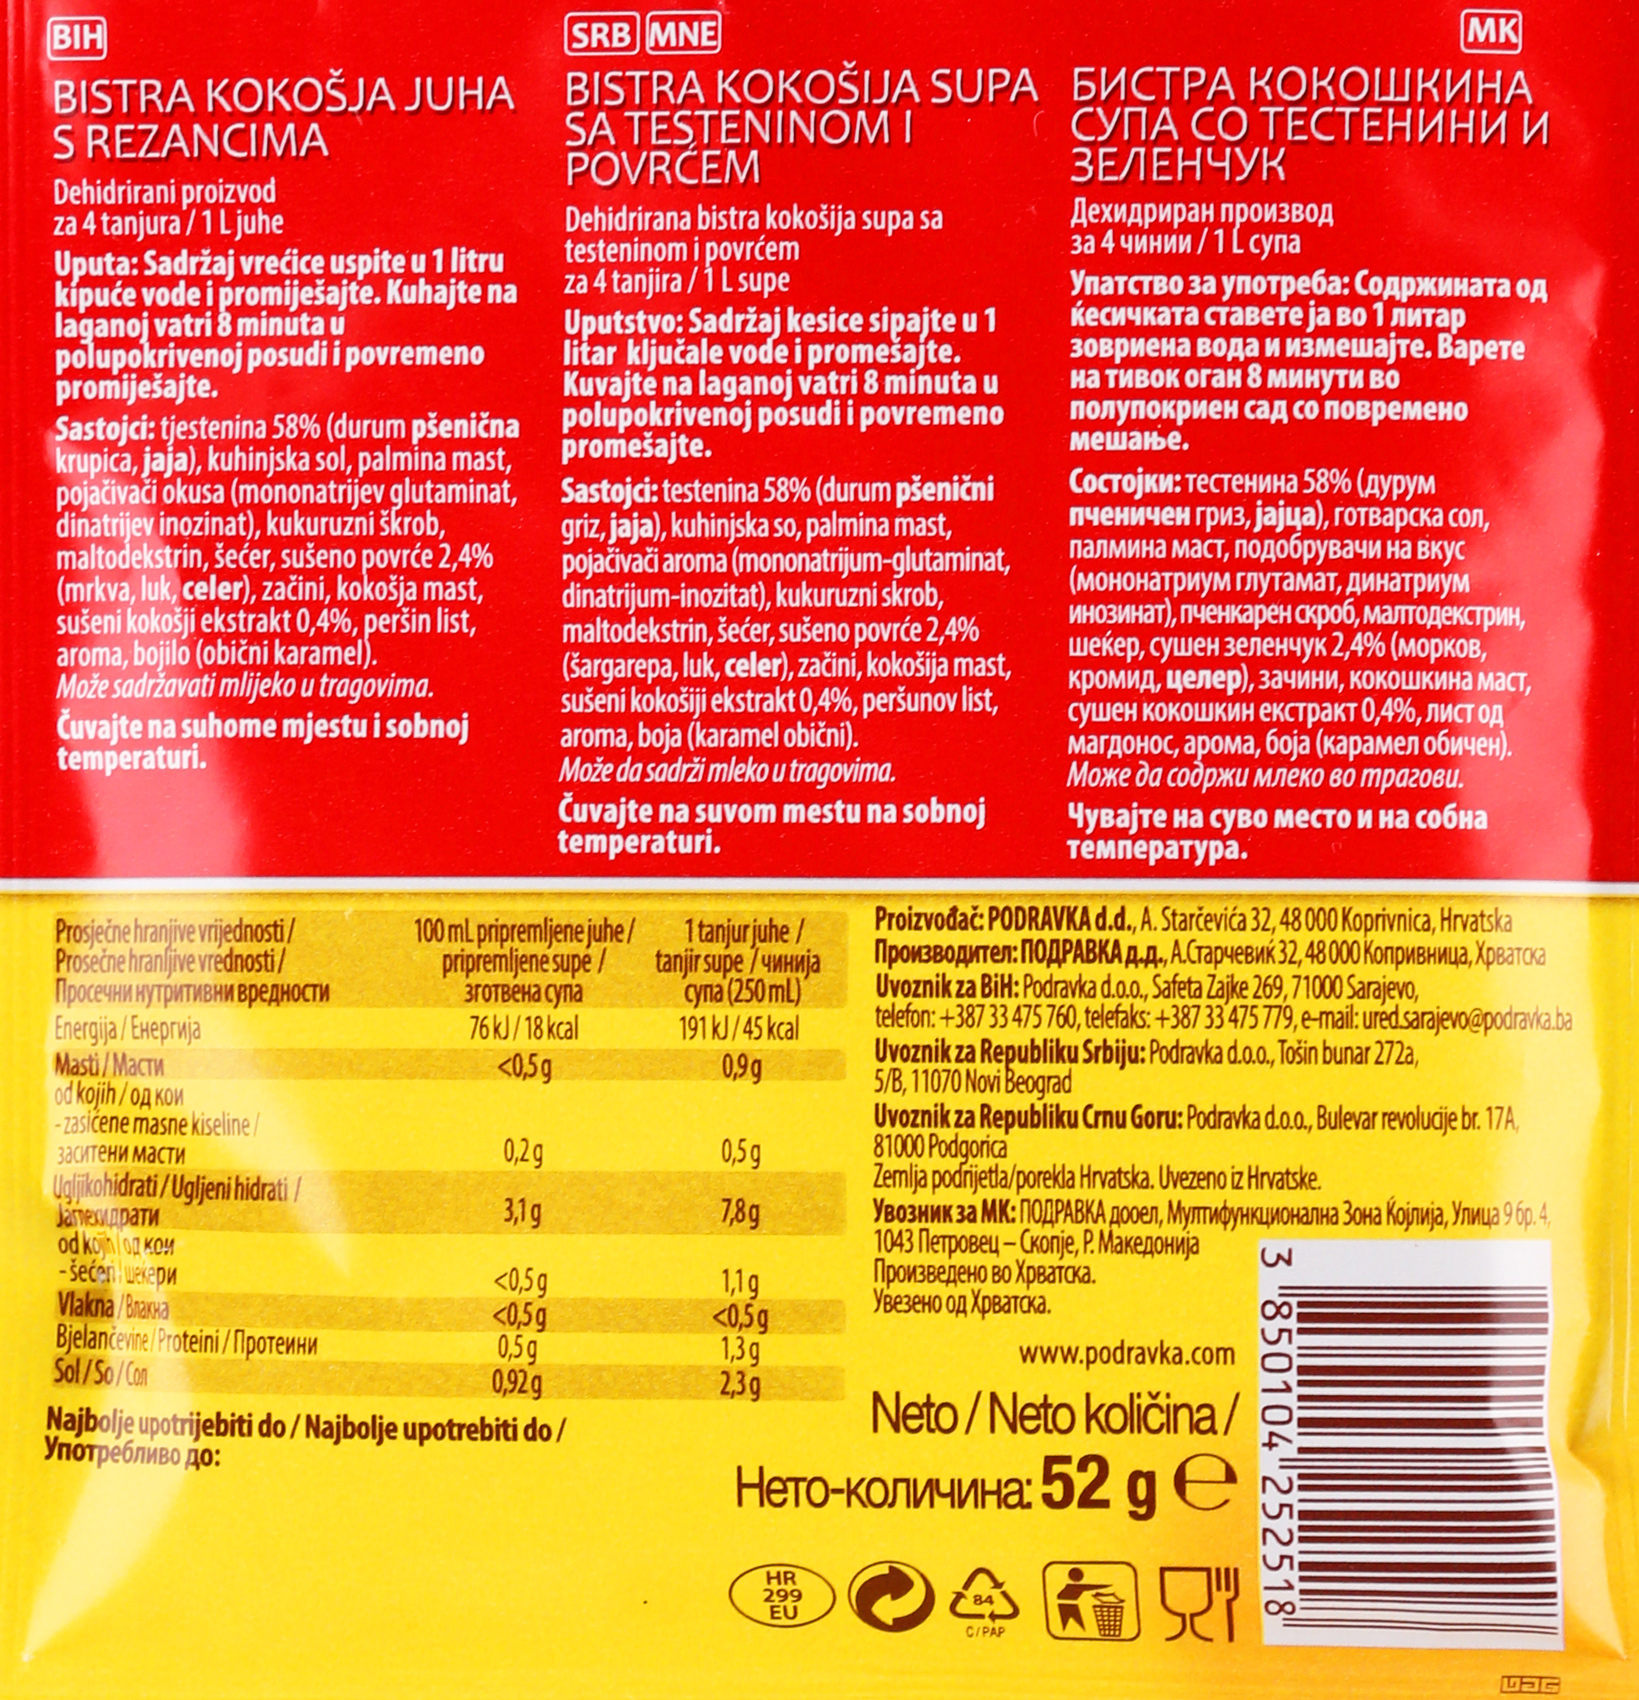 BIH
BISTRA KOKOŠJA JUHA
S REZANCIMA
Dehidrirani proizvod
za 4 tanjura / 1 L juhe
Uputa: Sadržaj vrećice uspite u 1 litru
kipuće vode i promiješajte. Kuhajte na
laganoj vatri 8 minuta u
polupokrivenoj posudi i povremeno
promiješajte.
Sastojci: tjestenina 58% (durum pšenična
krupica, jaja), kuhinjska sol, palmina mast,
pojačivači okusa (mononatrijev glutaminat,
dinatrijev inozinat), kukuruzni škrob,
maltodekstrin, šećer, sušeno povrće 2,4%
(mrkva, luk, celer), začini, kokošja mast,
sušeni kokošji ekstrakt 0,4%, peršin list,
aroma, bojilo (obični karamel).
Može sadržavati mlijeko u tragovima.
Čuvajte na suhome mjestu i sobnoj
temperaturi.
SRB MNE
BISTRA KOKOŠIJA SUPA
SA TESTENINOM I
POVRĆEM
Dehidrirana bistra kokošija supa sa
testeninom i povrćem
za 4 tanjira / 1 L supe
Uputstvo: Sadržaj kesice sipajte u 1
litar ključale vode i promešajte.
Kuvajte na laganoj vatri 8 minuta u
polupokrivenoj posudi i povremeno
promešajte.
Sastojci: testenina 58% (durum pšenični
griz, jaja), kuhinjska so, palmina mast,
pojačivači aroma (mononatrijum-glutaminat,
dinatrijum-inozitat), kukuruzni skrob,
maltodekstrin, šećer, sušeno povrće 2,4%
(šargarepa, luk, celer), začini, kokošija mast,
sušeni kokošiji ekstrakt 0,4%, peršunov list,
aroma, boja (karamel obični).
Može da sadrži mleko u tragovima.
Čuvajte na suvom mestu na sobnoj
temperaturi.
MK
БИСТРА КОКОШКИНА
СУПА СО ТЕСТЕНИНИ И
ЗЕЛЕНЧУК
Дехидриран производ
за 4 чинии / 1 L супа
Упатство за употреба: Содржината од
ќесичката ставете ја во 1 литар
зовриена вода и измешајте. Варете
на тивок оган 8 минути во
полупокриен сад со повремено
мешање.
Состојки: тестенина 58% (дурум
пченичен гриз, јајца), готварска сол,
палмина маст, подобрувачи на вкус
(мононатриум глутамат, динатриум
инозинат), пченкарен скроб, малтодекстрин,
шеќер, сушен зеленчук 2,4% (морков,
кромид, целер), зачини, кокошкина маст,
сушен кокошкин екстракт 0,4%, лист од
магдонос, арома, боја (карамел обичен).
Може да содржи млеко во трагови.
Чувајте на суво место и на собна
температура.
Prosječne hranjive vrijednosti / 100 mL pripremljene juhe / 1 tanjur juhe /
Prosečne hranljive vrednosti / pripremljene supe / tanjir supe / чинија
Просечни нутритивни вредности зготвена супа супа (250 mL)
Energija / Енергија 76 kJ / 18 kcal 191 kJ / 45 kcal
Masti / Масти <0,5 g 0,9 g
od kojih / од кои
- zasićene masne kiseline /
заситени масти 0,2 g 0,5 g
Ugljikohidrati / Ugljeni hidrati /
Јаглехидрати 3,1 g 7,8 g
od kojih / од кои
- šećeri / шеќери <0,5 g 1,1 g
Vlakna / Влакна <0,5 g <0,5 g
Bjelančevine / Proteini / Протеини 0,5 g 1,3 g
Sol / So / Сол 0,92 g 2,3 g
Najbolje upotrijebiti do / Najbolje upotrebiti do /
Употребливо до:
Proizvođač: PODRAVKA d.d., A. Starčevića 32, 48 000 Koprivnica, Hrvatska
Производител: ПОДРАВКА д.д., А.Старчевиќ 32, 48 000 Копривница, Хрватска
Uvoznik za BiH: Podravka d.o.o., Safeta Zajke 269, 71000 Sarajevo,
telefon: +387 33 475 760, telefaks: +387 33 475 779, e-mail: ured.sarajevo@podravka.ba
Uvoznik za Republiku Srbiju: Podravka d.o.o., Tošin bunar 272a,
5/B, 11070 Novi Beograd
Uvoznik za Republiku Crnu Goru: Podravka d.o.o., Bulevar revolucije br. 17A,
81000 Podgorica
Zemlja podrijetla/porekla Hrvatska. Uvezeno iz Hrvatske.
Увозник за МК: ПОДРАВКА дооел, Мултифункционална Зона Ќојлија, Улица 9 бр. 4,
1043 Петровец – Скопје, Р. Македонија
Произведено во Хрватска.
Увезено од Хрватска.
www.podravka.com
Neto / Neto količina /
Нето-количина: 52 g e
3 850104 252518
HR
299
EU
84
C/PAP